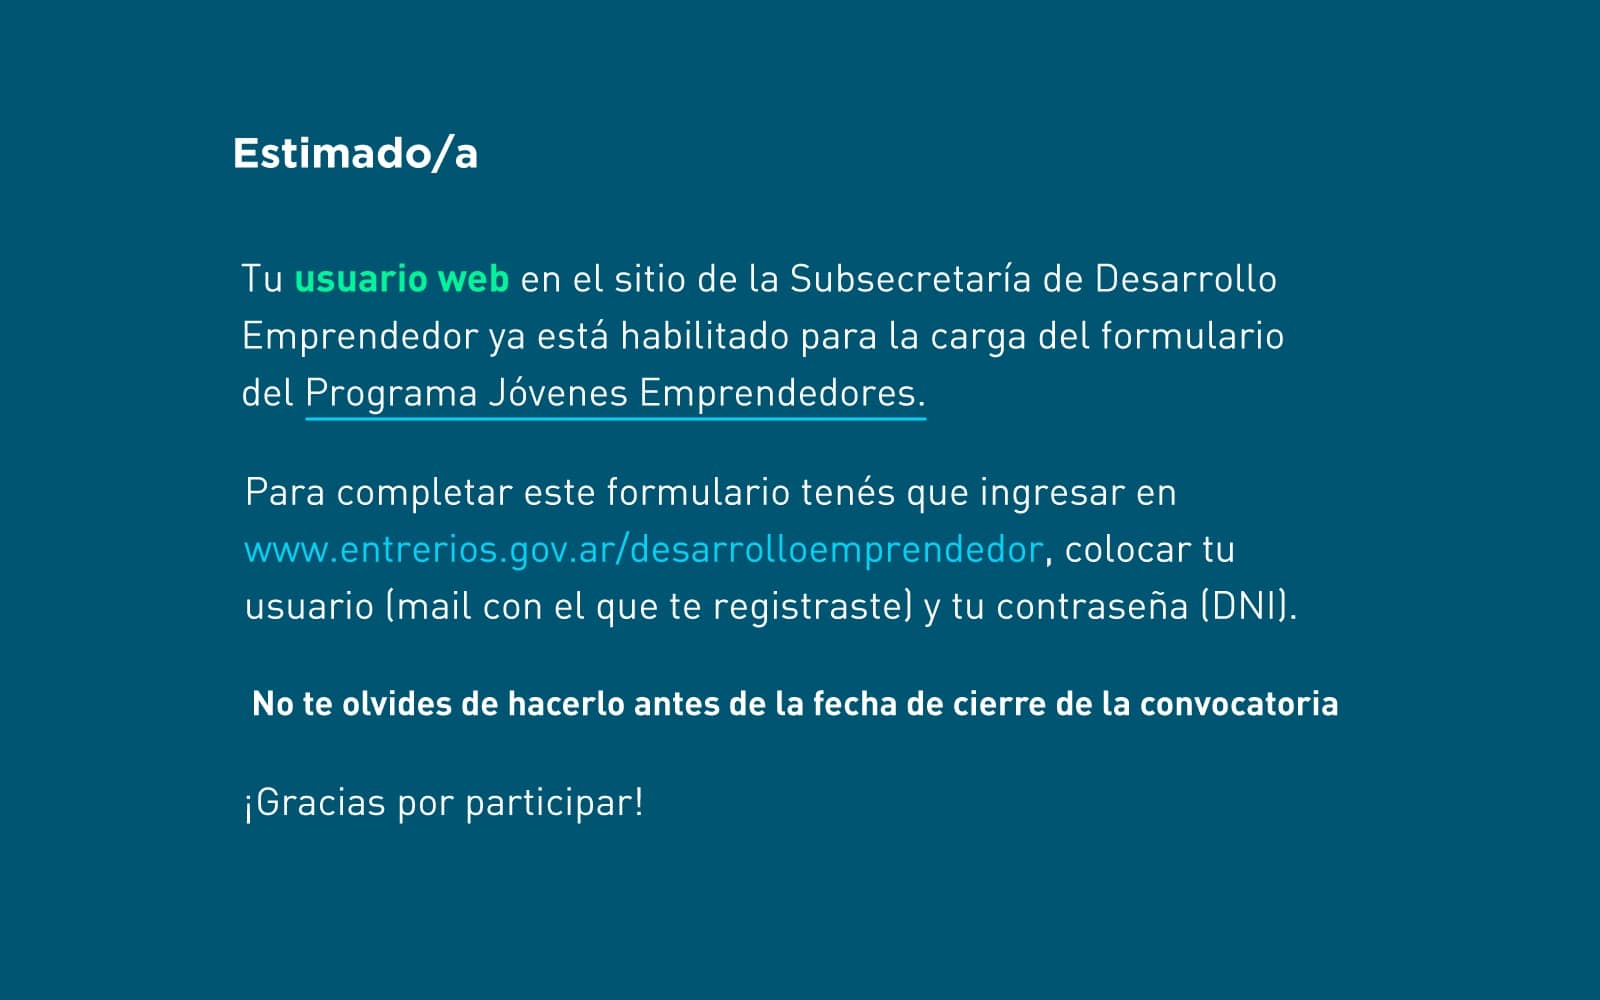 Estimado/a
Tu usuario web en el sitio de la Subsecretaría de Desarrollo
Emprendedor ya está habilitado para la carga del formulario
del Programa Jóvenes Emprendedores.
Para completar este formulario tenés que ingresar en
www.entrerios.gov.ar/desarrolloemprendedor, colocar tu
usuario (mail con el que te registraste) y tu contraseña (DNI).
No te olvides de hacerlo antes de la fecha de cierre de la convocatoria
¡Gracias por participar!